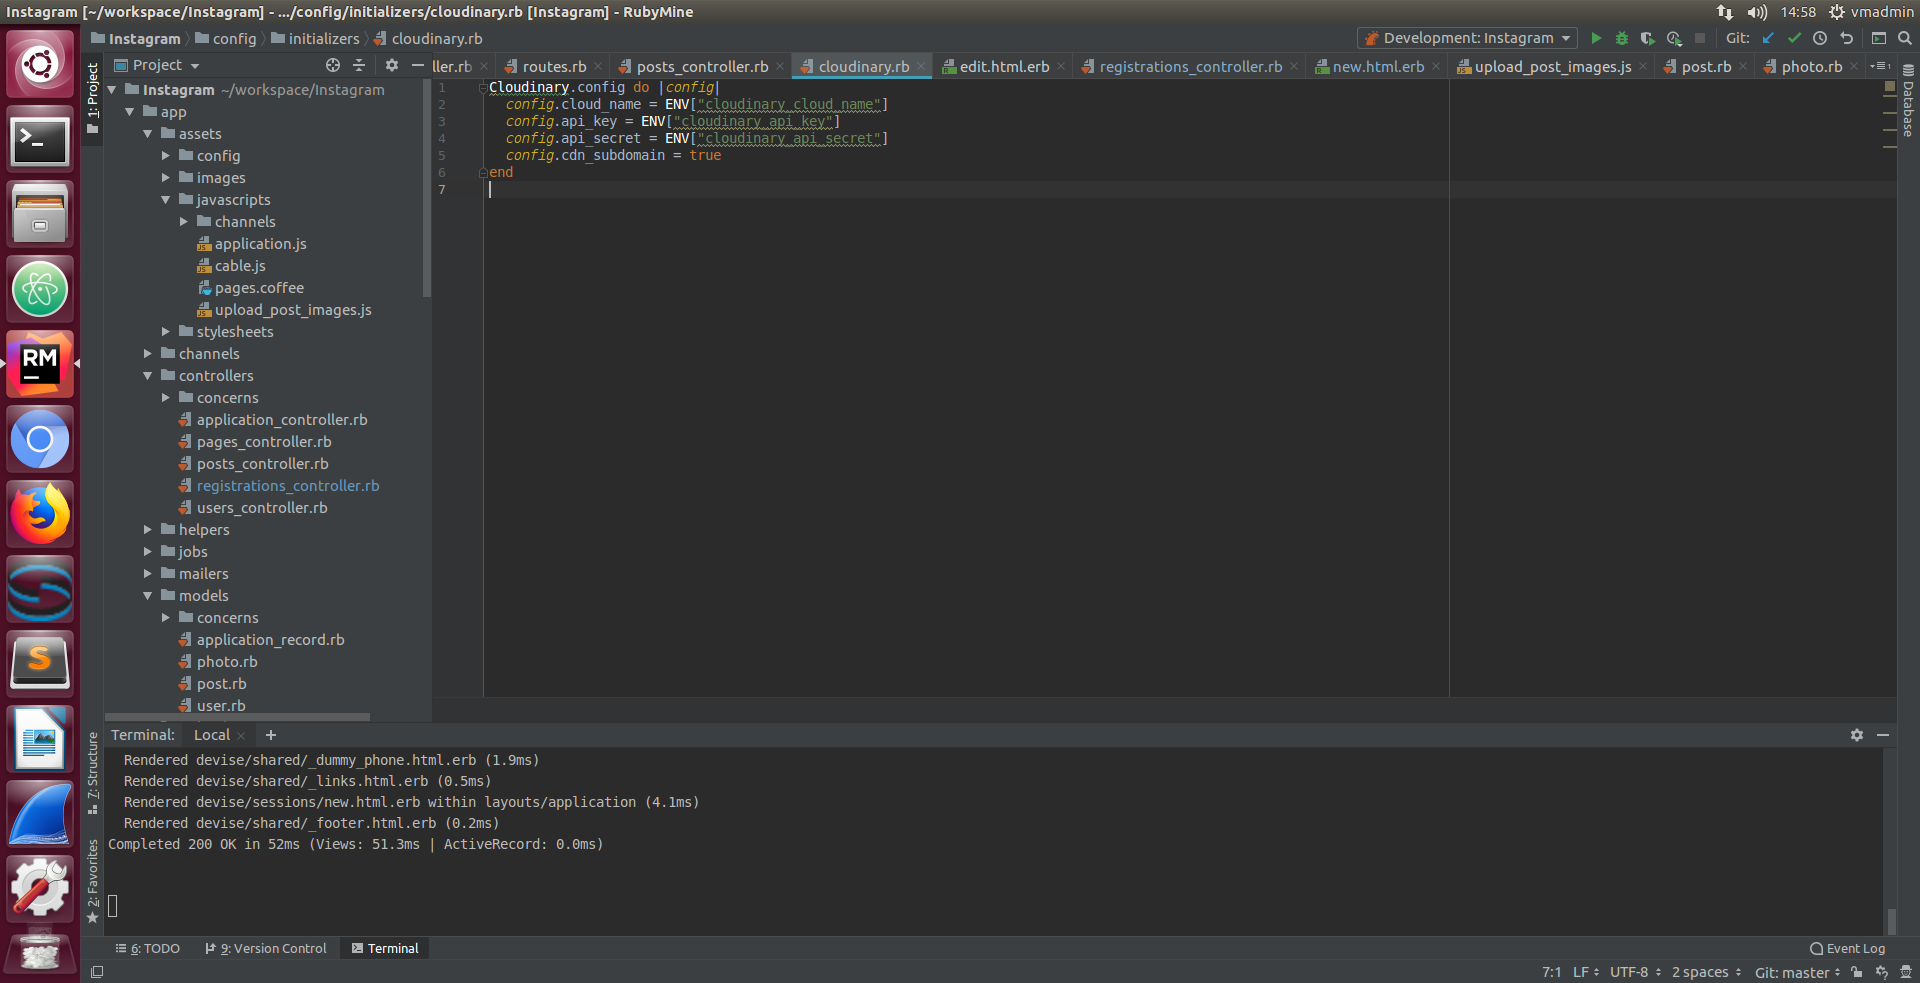 Instagram [~/workspace/Instagram] - .../config/initializers/cloudinary.rb [Instagram] - RubyMine
14:58
vmadmin
Instagram
config
initializers
cloudinary.rb
Development: Instagram
Git:
1: Project
Project
ller.rb
routes.rb
posts_controller.rb
cloudinary.rb
edit.html.erb
registrations_controller.rb
new.html.erb
upload_post_images.js
post.rb
photo.rb
Database
Instagram ~/workspace/Instagram
app
assets
config
images
javascripts
channels
application.js
cable.js
pages.coffee
upload_post_images.js
stylesheets
channels
controllers
concerns
application_controller.rb
pages_controller.rb
posts_controller.rb
registrations_controller.rb
users_controller.rb
helpers
jobs
mailers
models
concerns
application_record.rb
photo.rb
post.rb
user.rb
1 Cloudinary.config do |config|
2 config.cloud_name = ENV["cloudinary_cloud_name"]
3 config.api_key = ENV["cloudinary_api_key"]
4 config.api_secret = ENV["cloudinary_api_secret"]
5 config.cdn_subdomain = true
6 end
7
RM
S
7: Structure
2: Favorites
Terminal:
Local
+
Rendered devise/shared/_dummy_phone.html.erb (1.9ms)
Rendered devise/shared/_links.html.erb (0.5ms)
Rendered devise/sessions/new.html.erb within layouts/application (4.1ms)
Rendered devise/shared/_footer.html.erb (0.2ms)
Completed 200 OK in 52ms (Views: 51.3ms | ActiveRecord: 0.0ms)
6: TODO
9: Version Control
Terminal
Event Log
7:1
LF
UTF-8
2 spaces
Git: master